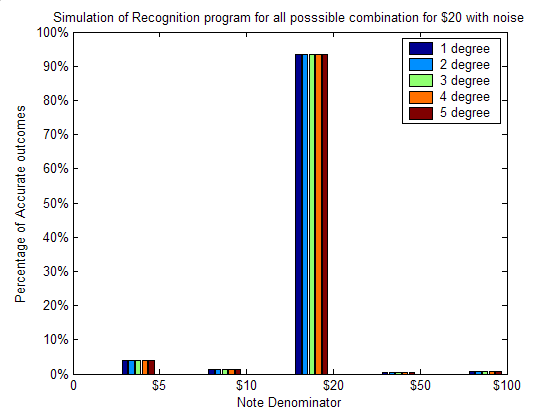 Simulation of Recognition program for all posssible combination for $20 with noise
100%
90%
80%
70%
60%
50%
40%
30%
20%
10%
0%
Percentage of Accurate outcomes
1 degree
2 degree
3 degree
4 degree
5 degree
0 $5 $10 $20 $50 $100
Note Denominator